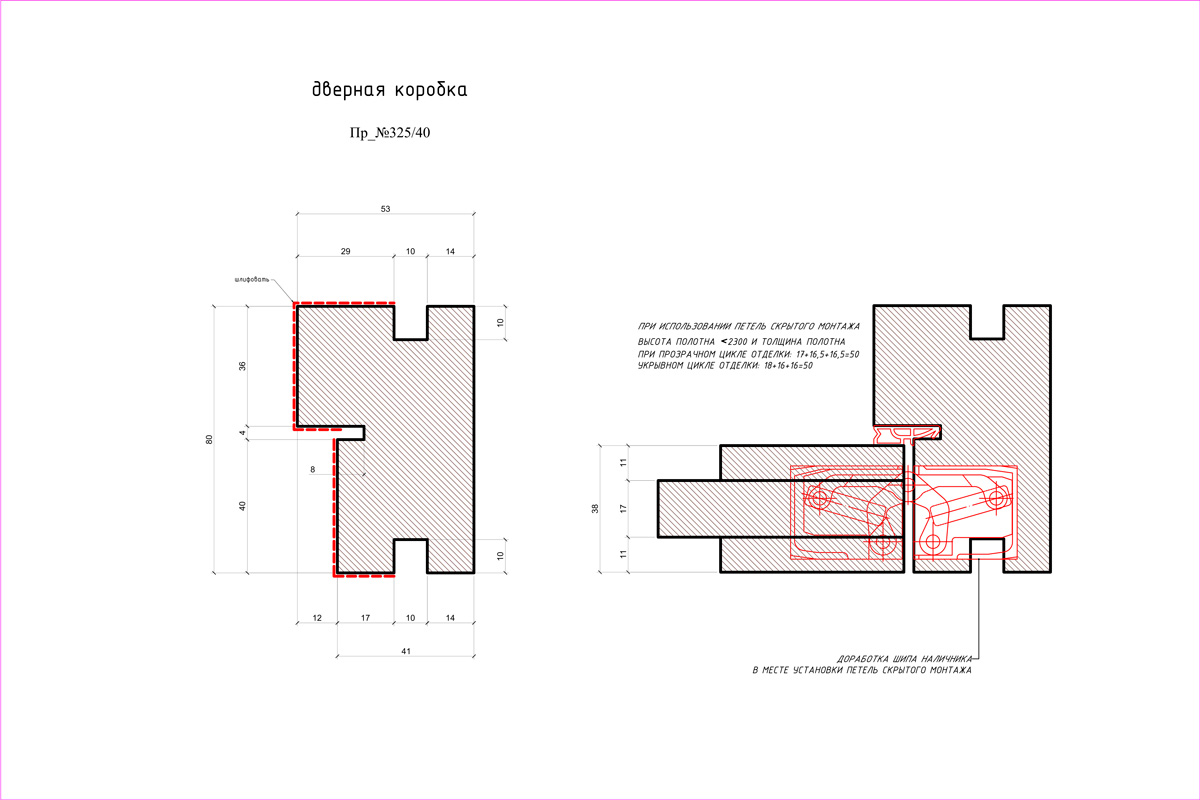 дверная коробка
Пр_№325/40
53
29
10
14
шлифовать
10
36
80
4
8
40
10
12
17
10
14
41
ПРИ ИСПОЛЬЗОВАНИИ ПЕТЕЛЬ СКРЫТОГО МОНТАЖА
ВЫСОТА ПОЛОТНА <2300 И ТОЛЩИНА ПОЛОТНА
ПРИ ПРОЗРАЧНОМ ЦИКЛЕ ОТДЕЛКИ: 17+16,5+16,5=50
УКРЫВНОМ ЦИКЛЕ ОТДЕЛКИ: 18+16+16=50
11
38
17
11
ДОРАБОТКА ШИПА НАЛИЧНИКА
В МЕСТЕ УСТАНОВКИ ПЕТЕЛЬ СКРЫТОГО МОНТАЖА